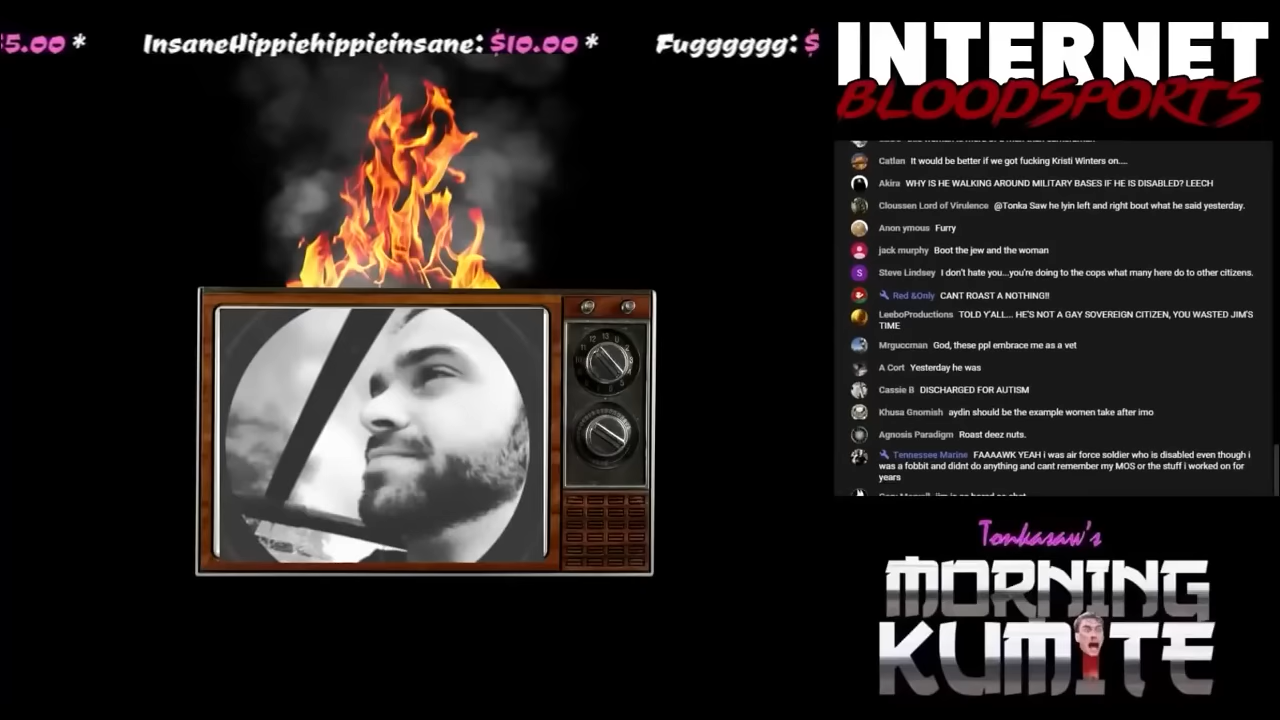 $5.00 * InsaneHippiehippieinsane: $10.00 * Fugggggg: $
INTERNET
BLOODSPORTS
Catlan It would be better if we got fucking Kristi Winters on....
Akira WHY IS HE WALKING AROUND MILITARY BASES IF HE IS DISABLED? LEECH
Cloussen Lord of Virulence @Tonka Saw he lyin left and right bout what he said yesterday.
Anon ymous Furry
jack murphy Boot the jew and the woman
S Steve Lindsey I don't hate you...you're doing to the cops what many here do to other citizens.
Red &Only CANT ROAST A NOTHING!!
LeeboProductions TOLD Y'ALL... HE'S NOT A GAY SOVEREIGN CITIZEN, YOU WASTED JIM'S
TIME
Mrguccman God, these ppl embrace me as a vet
A Cort Yesterday he was
Cassie B DISCHARGED FOR AUTISM
Khusa Gnomish aydin should be the example women take after imo
Agnosis Paradigm Roast deez nuts.
Tennessee Marine FAAAAWK YEAH i was air force soldier who is disabled even though i
was a fobbit and didnt do anything and cant remember my MOS or the stuff i worked on for
years
Tonkasaw's
MORNING
KUMITE